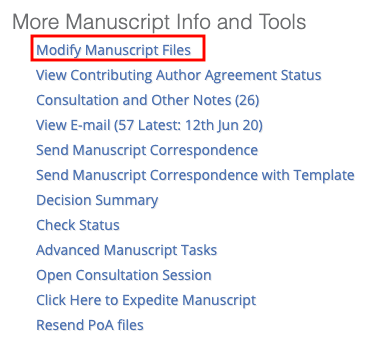 More Manuscript Info and Tools
Modify Manuscript Files
View Contributing Author Agreement Status
Consultation and Other Notes (26)
View E-mail (57 Latest: 12th Jun 20)
Send Manuscript Correspondence
Send Manuscript Correspondence with Template
Decision Summary
Check Status
Advanced Manuscript Tasks
Open Consultation Session
Click Here to Expedite Manuscript
Resend PoA files